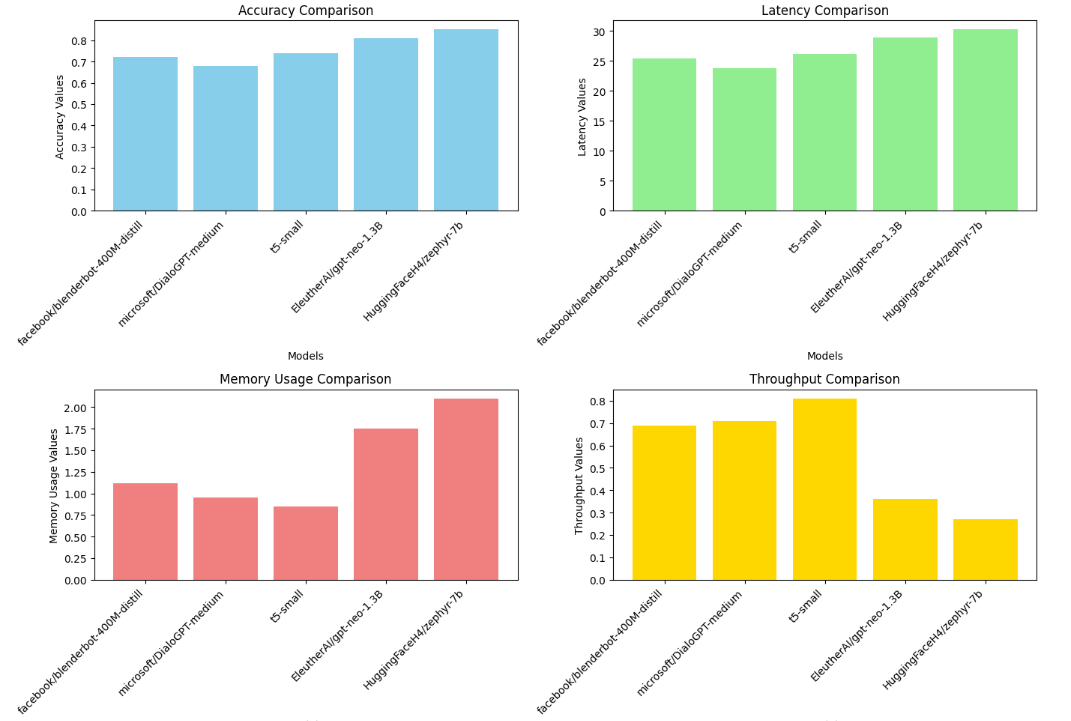 Accuracy Comparison
Accuracy Values
0.8
0.7
0.6
0.5
0.4
0.3
0.2
0.1
0.0
facebook/blenderbot-400M-distill
microsoft/DialoGPT-medium
t5-small
EleutherAI/gpt-neo-1.3B
HuggingFaceH4/zephyr-7b
Models
Latency Comparison
Latency Values
30
25
20
15
10
5
0
facebook/blenderbot-400M-distill
microsoft/DialoGPT-medium
t5-small
EleutherAI/gpt-neo-1.3B
HuggingFaceH4/zephyr-7b
Models
Memory Usage Comparison
Memory Usage Values
2.00
1.75
1.50
1.25
1.00
0.75
0.50
0.25
0.00
facebook/blenderbot-400M-distill
microsoft/DialoGPT-medium
t5-small
EleutherAI/gpt-neo-1.3B
HuggingFaceH4/zephyr-7b
Throughput Comparison
Throughput Values
0.8
0.7
0.6
0.5
0.4
0.3
0.2
0.1
0.0
facebook/blenderbot-400M-distill
microsoft/DialoGPT-medium
t5-small
EleutherAI/gpt-neo-1.3B
HuggingFaceH4/zephyr-7b